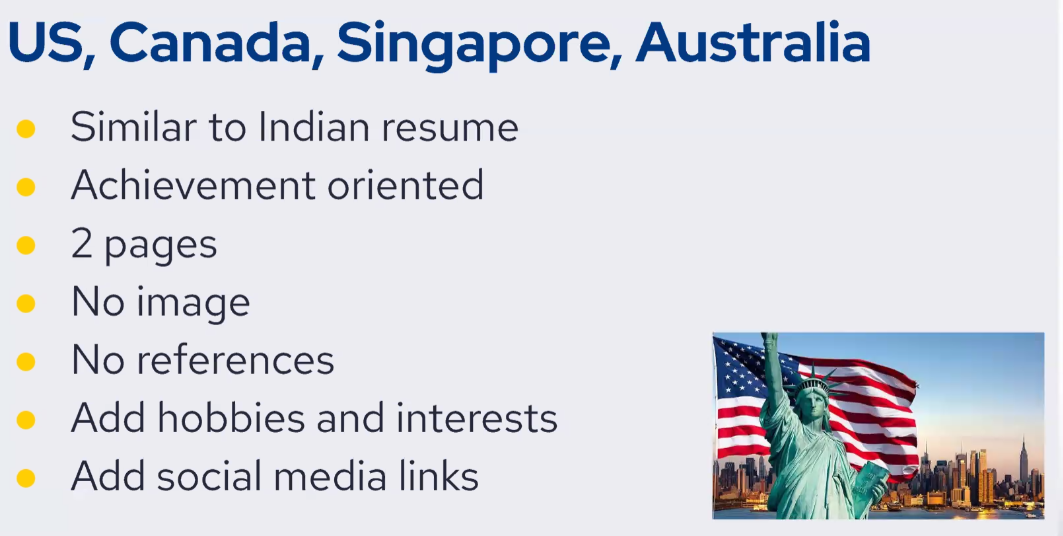 US, Canada, Singapore, Australia
Similar to Indian resume
Achievement oriented
2 pages
No image
No references
Add hobbies and interests
Add social media links